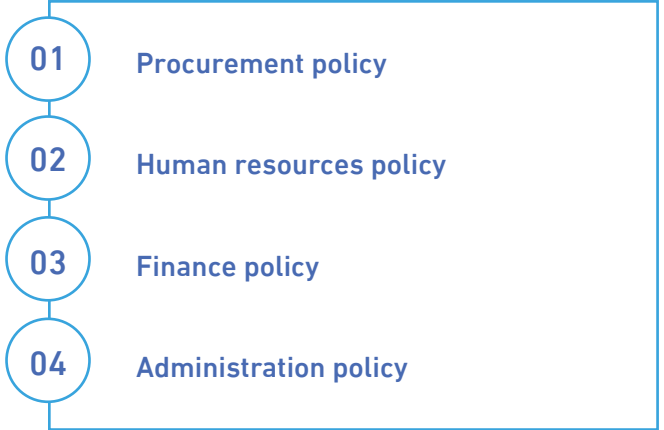 01 Procurement policy
02 Human resources policy
03 Finance policy
04 Administration policy